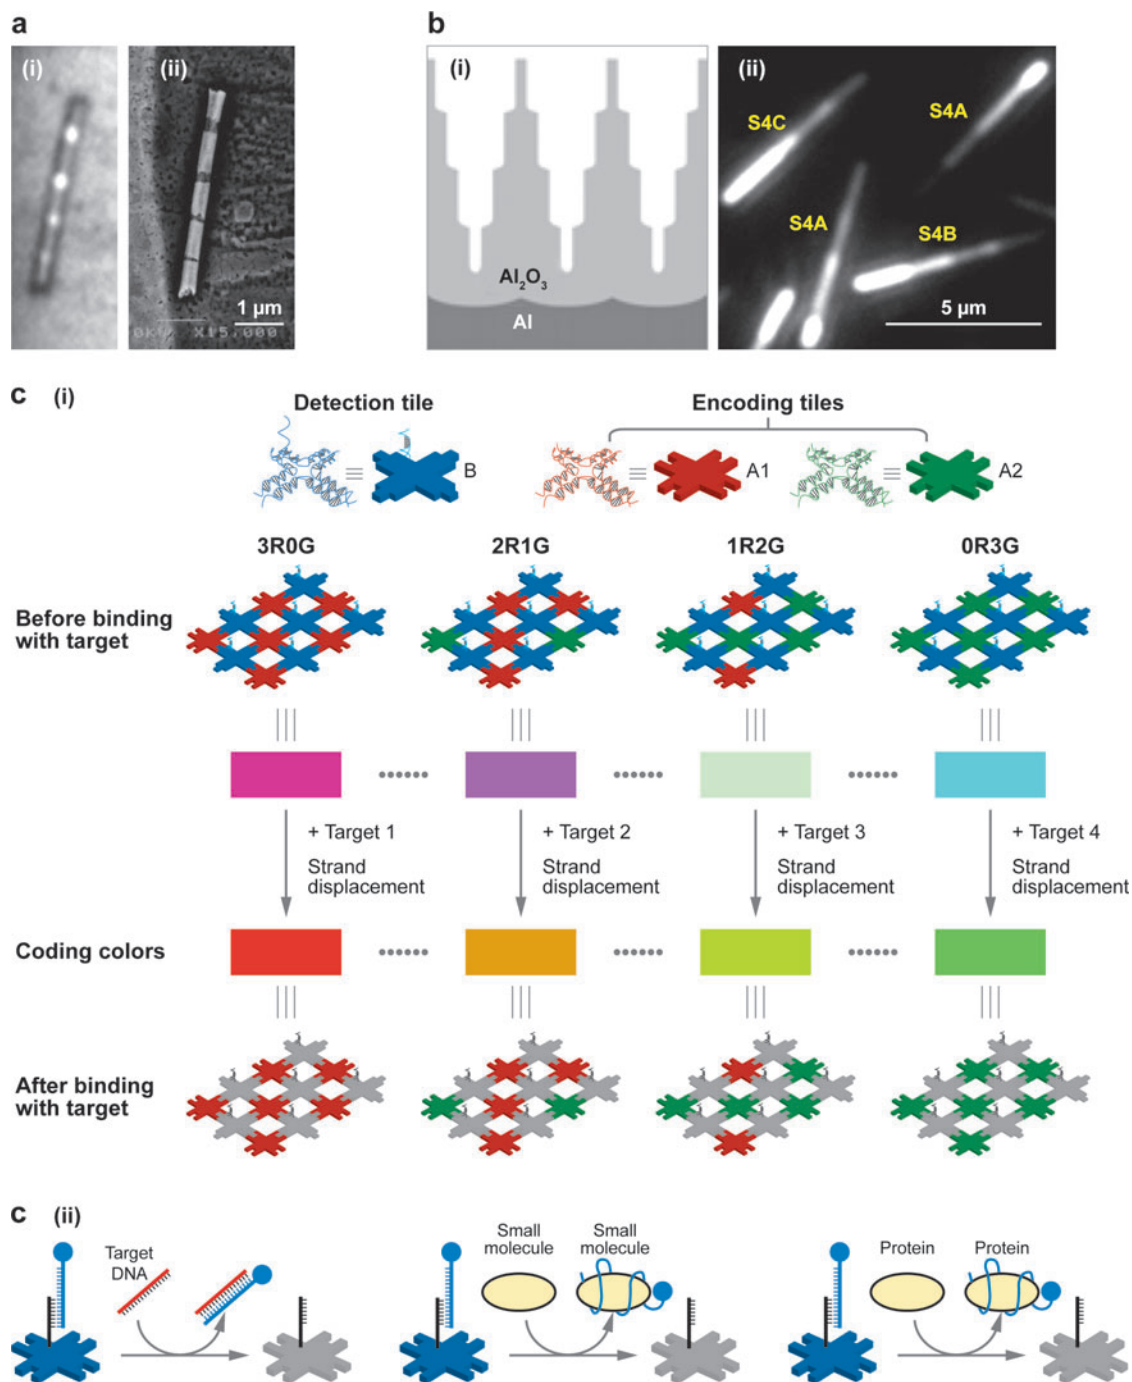 a
(i)
(ii)
1 µm
X15,000
b
(i)
Al2O3
Al
(ii)
S4C
S4A
S4A
S4B
5 µm
c (i)
Detection tile
Encoding tiles
B
A1
A2
3R0G
2R1G
1R2G
0R3G
Before binding
with target
+ Target 1
+ Target 2
+ Target 3
+ Target 4
Strand
displacement
Strand
displacement
Strand
displacement
Strand
displacement
Coding colors
After binding
with target
c (ii)
Target
DNA
Small
molecule
Small
molecule
Protein
Protein